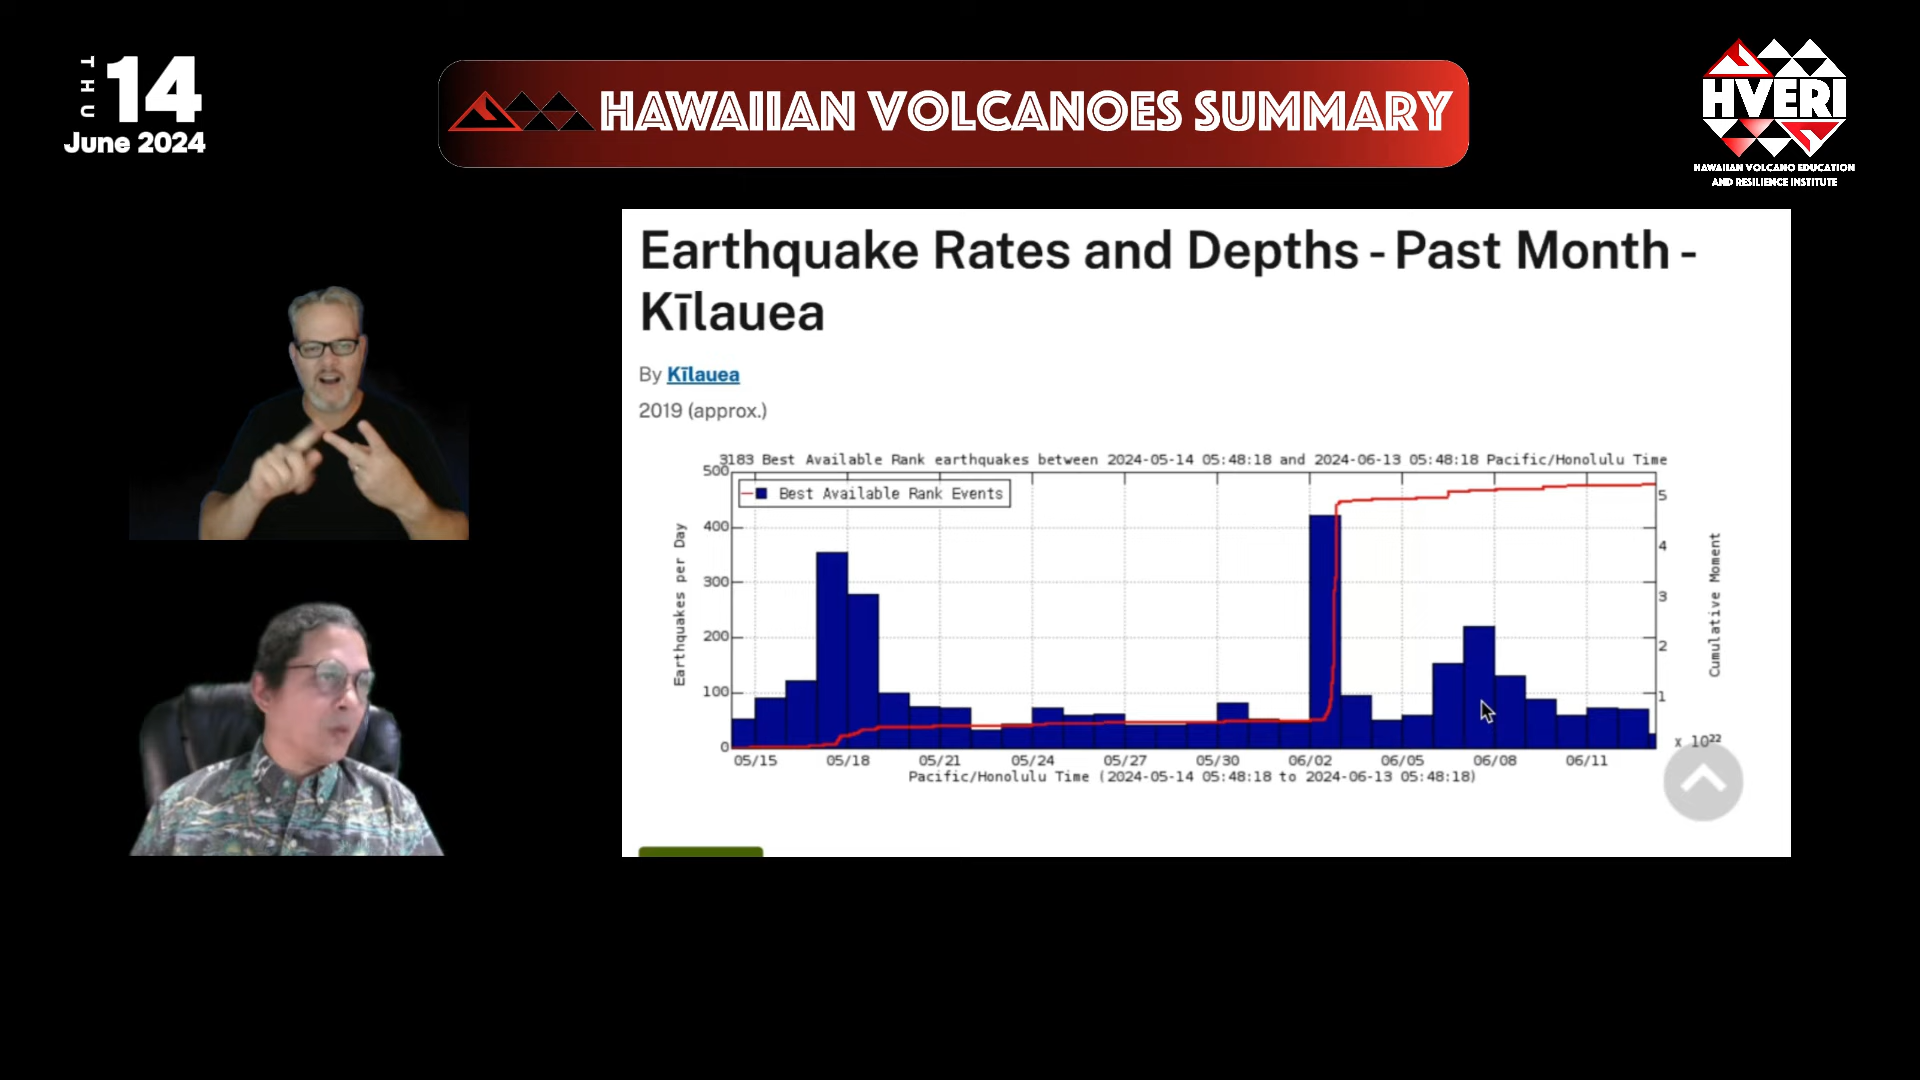 THU
14
June 2024
HAWAIIAN VOLCANOES SUMMARY
HVERI
HAWAIIAN VOLCANO EDUCATION
AND RESILIENCE INSTITUTE
Earthquake Rates and Depths - Past Month -
Kīlauea
By Kīlauea
2019 (approx.)
3183 Best Available Rank earthquakes between 2024-05-14 05:48:18 and 2024-06-13 05:48:18 Pacific/Honolulu Time
Best Available Rank Events
Earthquakes per Day
500
400
300
200
100
0
5
4
3
2
1
x 10²²
Cumulative Moment
05/15 05/18 05/21 05/24 05/27 05/30 06/02 06/05 06/08 06/11
Pacific/Honolulu Time (2024-05-14 05:48:18 to 2024-06-13 05:48:18)